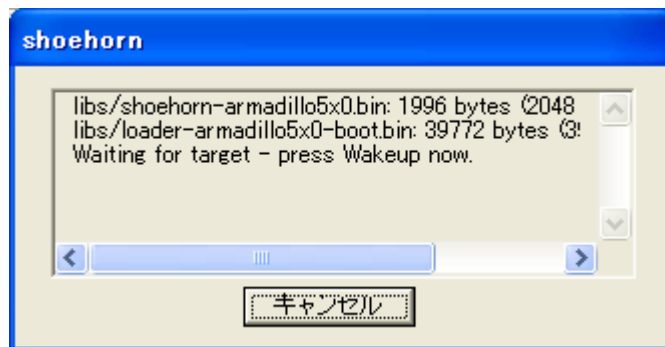 shoehorn
libs/shoehorn-armadillo5x0.bin: 1996 bytes (2048
libs/loader-armadillo5x0-boot.bin: 39772 bytes
Waiting for target - press Wakeup now.
キャンセル